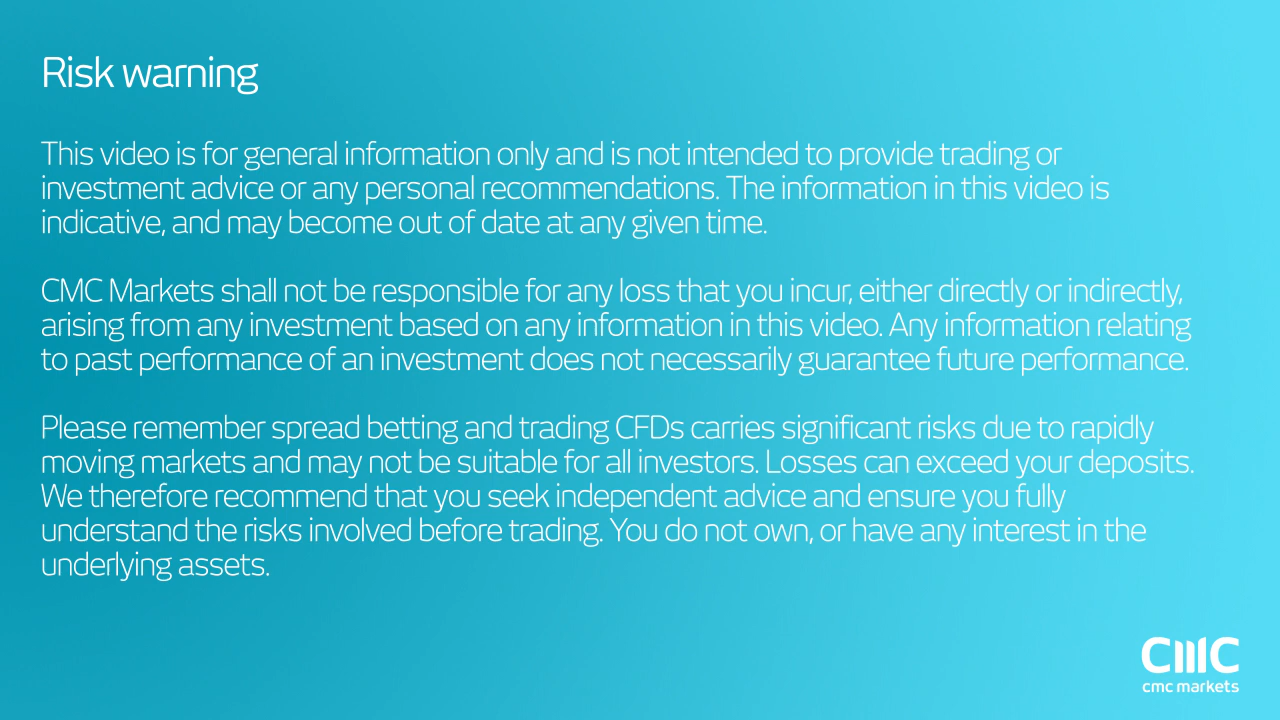 Risk warning
This video is for general information only and is not intended to provide trading or
investment advice or any personal recommendations. The information in this video is
indicative, and may become out of date at any given time.
CMC Markets shall not be responsible for any loss that you incur, either directly or indirectly,
arising from any investment based on any information in this video. Any information relating
to past performance of an investment does not necessarily guarantee future performance.
Please remember spread betting and trading CFDs carries significant risks due to rapidly
moving markets and may not be suitable for all investors. Losses can exceed your deposits.
We therefore recommend that you seek independent advice and ensure you fully
understand the risks involved before trading. You do not own, or have any interest in the
underlying assets.
CMC
cmc markets